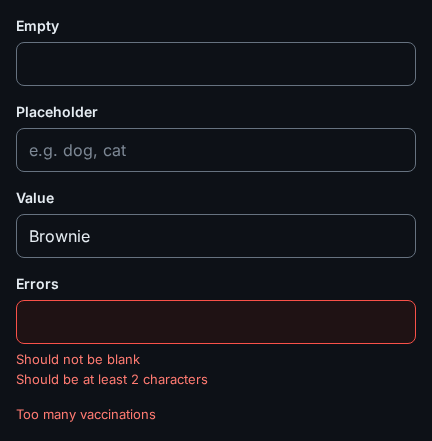 Empty
Placeholder
e.g. dog, cat
Value
Brownie
Errors
Should not be blank
Should be at least 2 characters
Too many vaccinations